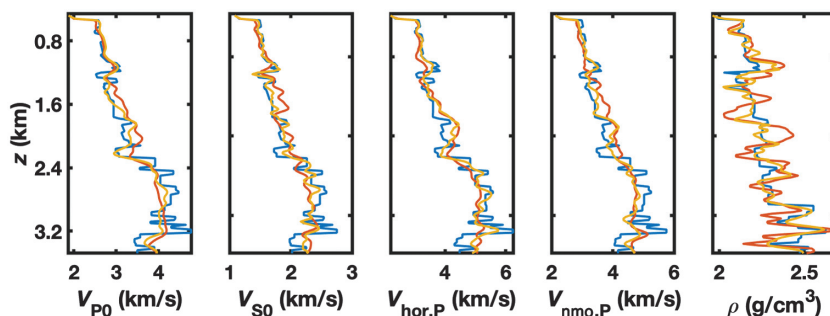 0.8
1.6
2.4
3.2
z (km)
2 3 4
1 2 3
4 6
2 4 6
2 2.5
V_P0 (km/s)
V_S0 (km/s)
V_hor,P (km/s)
V_nmo,P (km/s)
ρ (g/cm³)